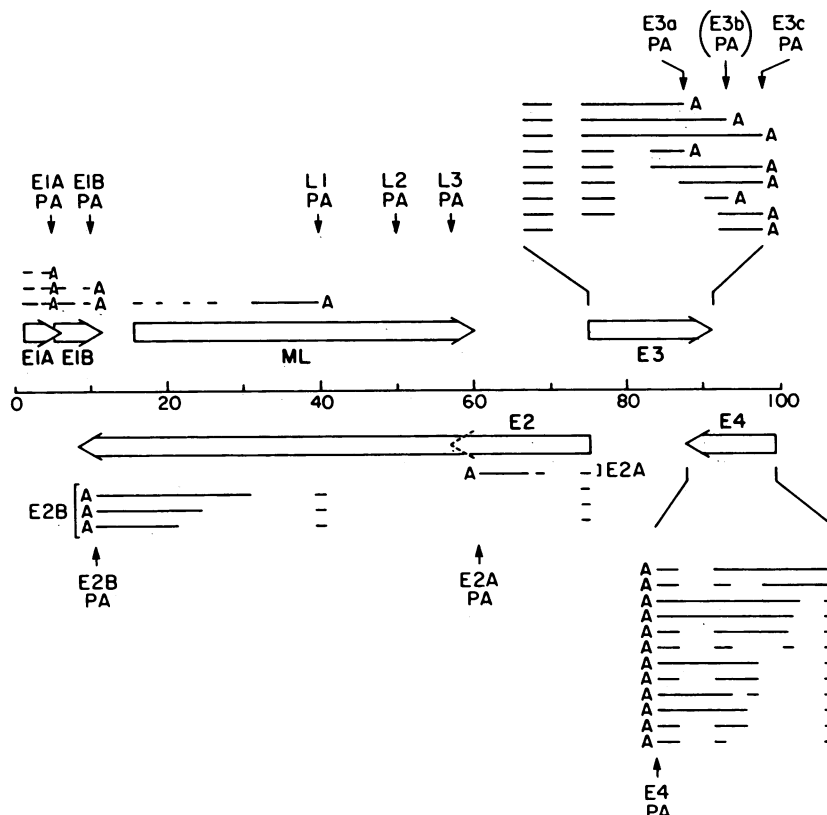 E3a (E3b) E3c
PA PA PA
A
A
A
A
A
A
A
A
A
E1A E1B L1 L2 L3
PA PA PA PA PA
A
A A
A A A
E1A E1B ML E3
0 20 40 60 80 100
E2 E4
A E2A
E2B A
A
A
E2B E2A
PA PA
A
A
A
A
A
A
A
A
A
A
A
A
E4
PA